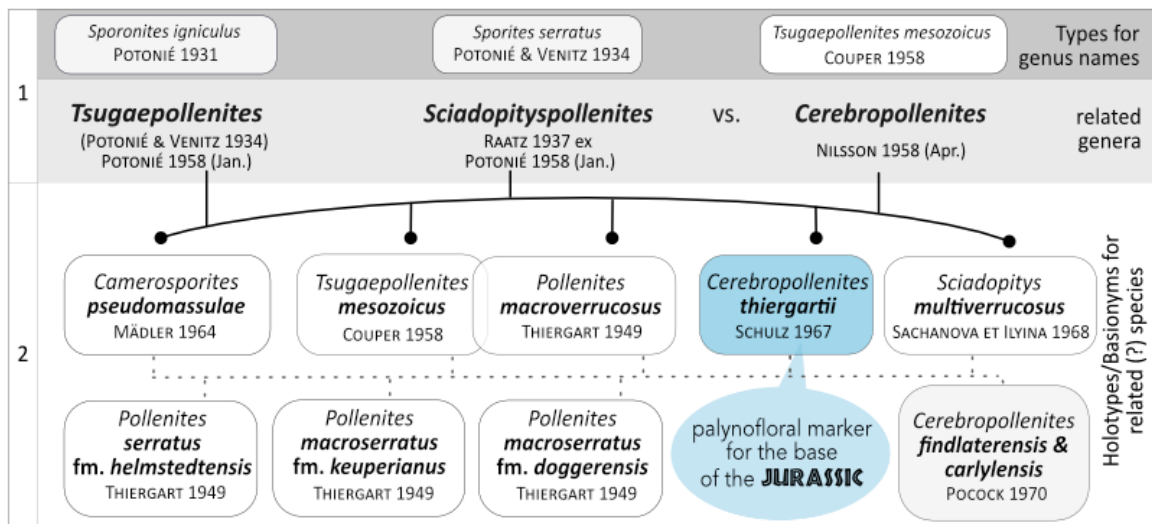 Sporonites igniculus
POTONIÉ 1931
Sporites serratus
POTONIÉ & VENITZ 1934
Tsugaepollenites mesozoicus
COUPER 1958
Types for
genus names
1
Tsugaepollenites
(POTONIÉ & VENITZ 1934)
POTONIÉ 1958 (Jan.)
Sciadopityspollenites
RAATZ 1937 ex
POTONIÉ 1958 (Jan.)
vs.
Cerebropollenites
NILSSON 1958 (Apr.)
related
genera
2
Camerosporites
pseudomassulae
MÄDLER 1964
Tsugaepollenites
mesozoicus
COUPER 1958
Pollenites
macroverrucosus
THIERGART 1949
Cerebropollenites
thiergartii
SCHULZ 1967
Sciadopitys
multiverrucosus
SACHANOVA ET ILYINA 1968
Pollenites
serratus
fm. helmstedtensis
THIERGART 1949
Pollenites
macroserratus
fm. keuperianus
THIERGART 1949
Pollenites
macroserratus
fm. doggerensis
THIERGART 1949
palynofloral marker
for the base
of the JURASSIC
Cerebropollenites
findlaterensis &
carlylensis
POCOCK 1970
Holotypes/Basionyms for
related (?) species